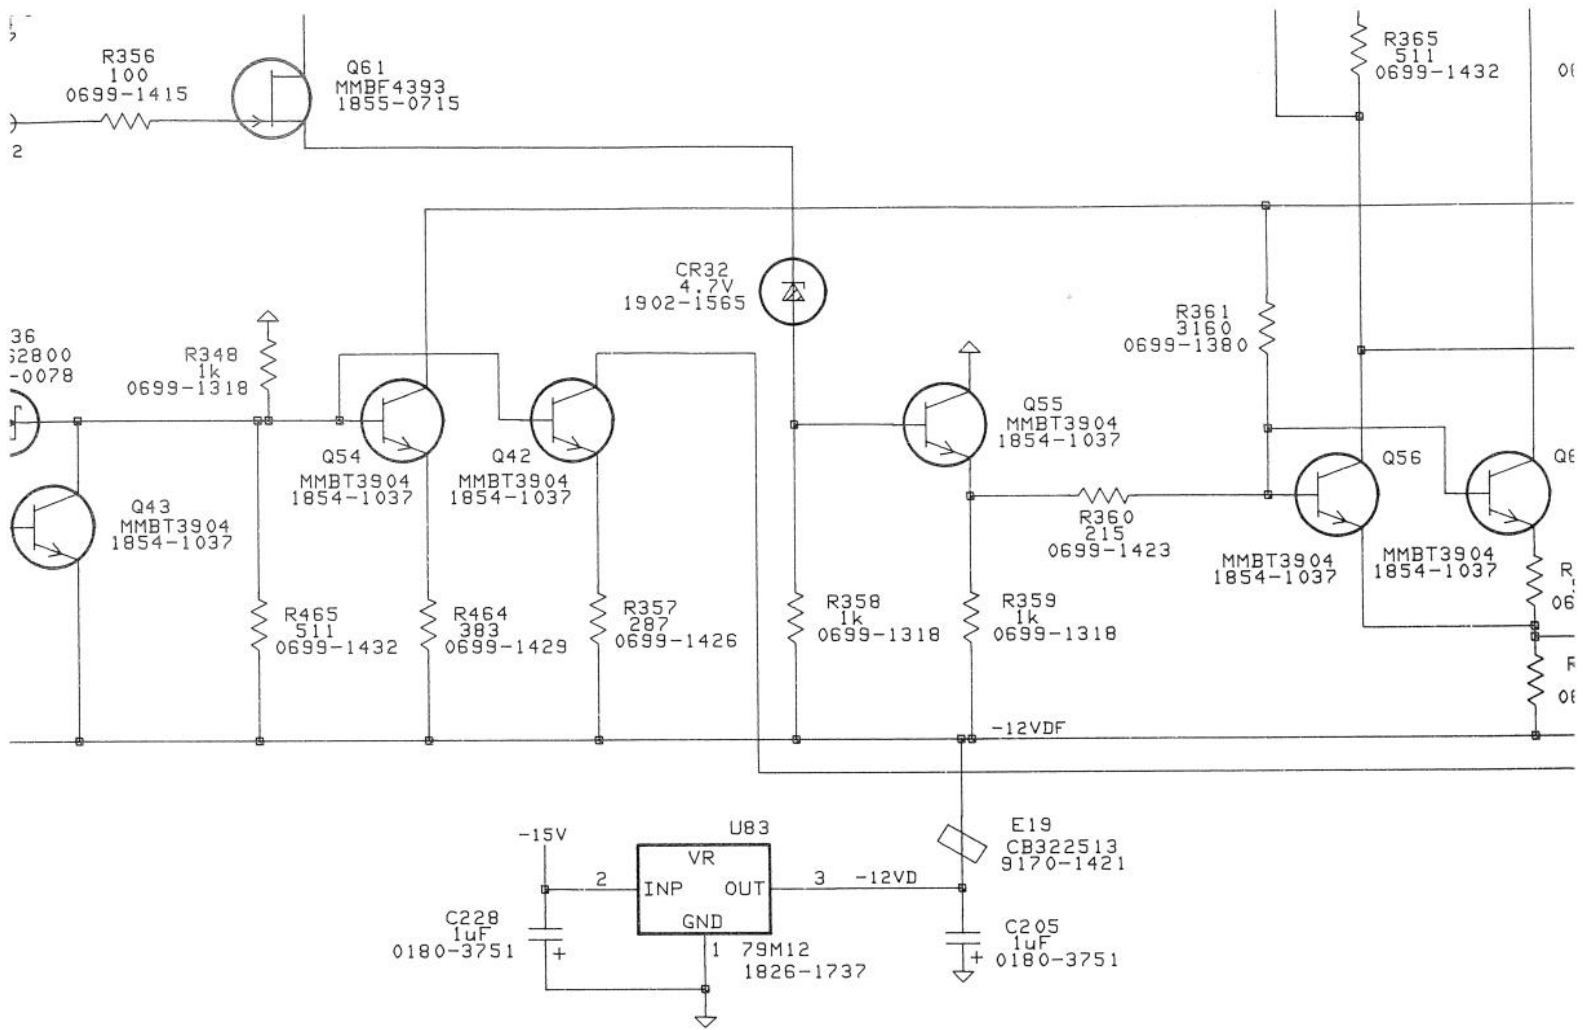 R356
100
0699-1415
Q61
MMBF4393
1855-0715
R365
511
0699-1432
06
2
CR32
4.7V
1902-1565
36
62800
-0078
R348
1k
0699-1318
R361
3160
0699-1380
Q54
MMBT3904
1854-1037
Q42
MMBT3904
1854-1037
Q55
MMBT3904
1854-1037
Q56
MMBT3904
1854-1037
Q6
MMBT3904
1854-1037
Q43
MMBT3904
1854-1037
R360
215
0699-1423
R465
511
0699-1432
R464
383
0699-1429
R357
287
0699-1426
R358
1k
0699-1318
R359
1k
0699-1318
R
06
R
06
-12VDF
-15V
U83
VR
2
INP
OUT
3
-12VD
GND
1
79M12
1826-1737
E19
CB322513
9170-1421
C228
1uF
0180-3751
+
C205
1uF
0180-3751
+